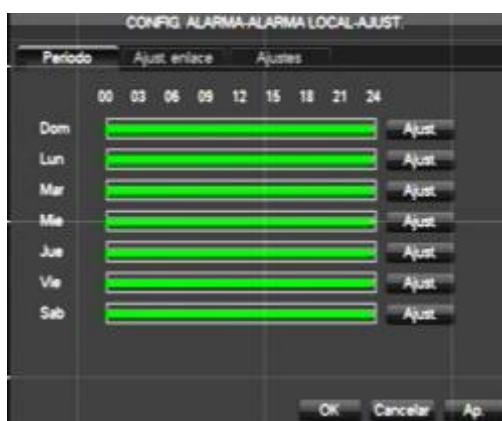 CONFIG. ALARMA-ALARMA LOCAL-AJUST.
Periodo Ajust. enlace Ajustes
00 03 06 09 12 15 18 21 24
Dom Ajust.
Lun Ajust.
Mar Ajust.
Mie Ajust.
Jue Ajust.
Vie Ajust.
Sab Ajust.
OK Cancelar Ap.